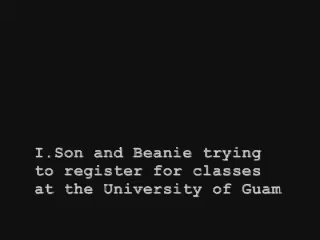 I.Son and Beanie trying
to register for classes
at the University of Guam